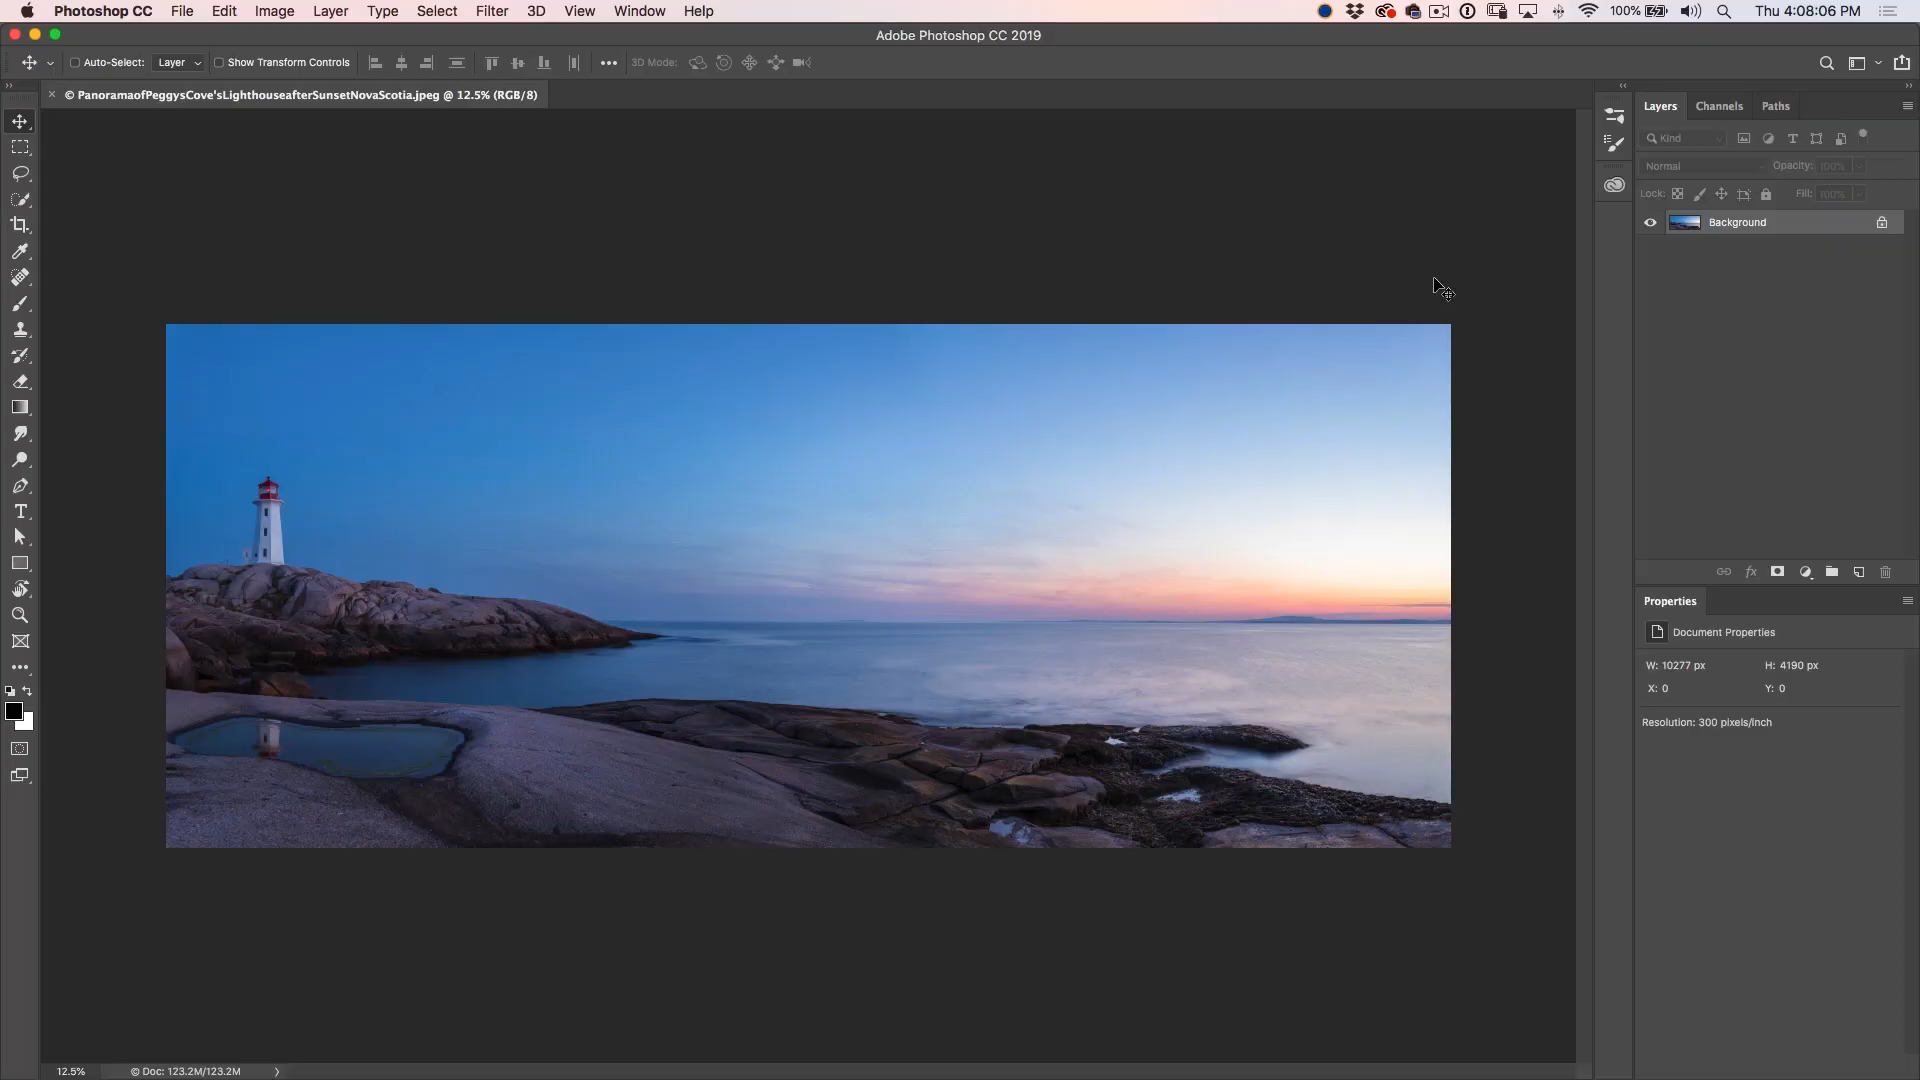 Photoshop CC File Edit Image Layer Type Select Filter 3D View Window Help 100% Thu 4:08:06 PM
Adobe Photoshop CC 2019
Auto-Select: Layer Show Transform Controls 3D Mode:
© PanoramaofPeggysCove'sLighthouseafterSunsetNovaScotia.jpeg @ 12.5% (RGB/8)
Layers Channels Paths
Kind
Normal Opacity: 100%
Lock: Fill: 100%
Background
Properties
Document Properties
W: 10277 px H: 4190 px
X: 0 Y: 0
Resolution: 300 pixels/inch
12.5% © Doc: 123.2M/123.2M